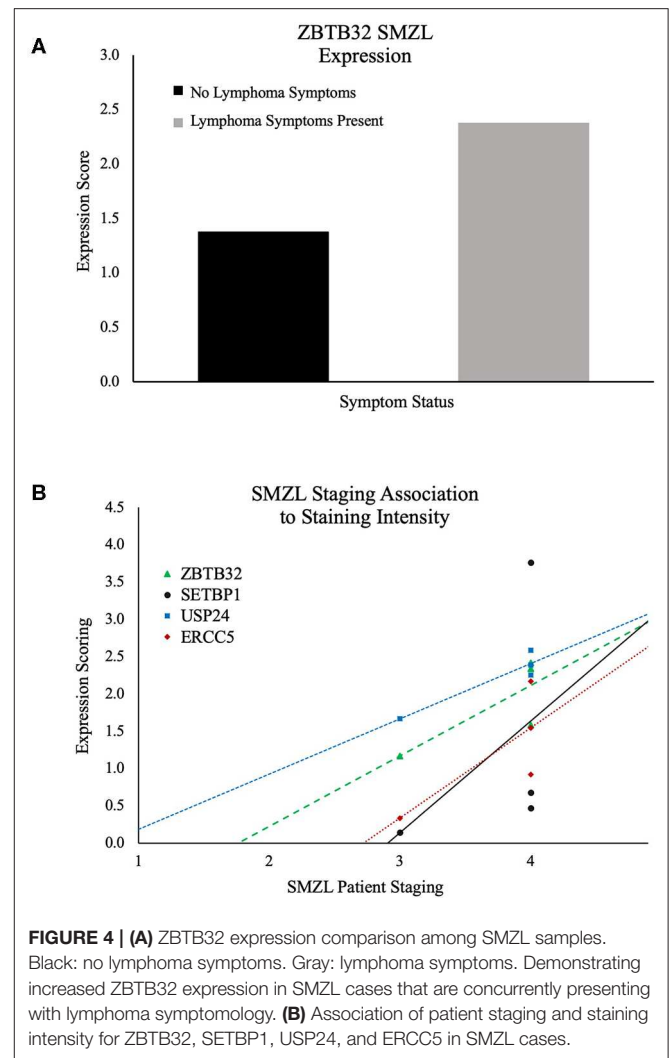 A
ZBTB32 SMZL
Expression
3.0
2.5
2.0
1.5
1.0
0.5
0.0
Expression Score
No Lymphoma Symptoms
Lymphoma Symptoms Present
Symptom Status
B
SMZL Staging Association
to Staining Intensity
4.5
4.0
3.5
3.0
2.5
2.0
1.5
1.0
0.5
0.0
Expression Scoring
ZBTB32
SETBP1
USP24
ERCC5
1 2 3 4
SMZL Patient Staging
FIGURE 4 | (A) ZBTB32 expression comparison among SMZL samples.
Black: no lymphoma symptoms. Gray: lymphoma symptoms. Demonstrating
increased ZBTB32 expression in SMZL cases that are concurrently presenting
with lymphoma symptomology. (B) Association of patient staging and staining
intensity for ZBTB32, SETBP1, USP24, and ERCC5 in SMZL cases.